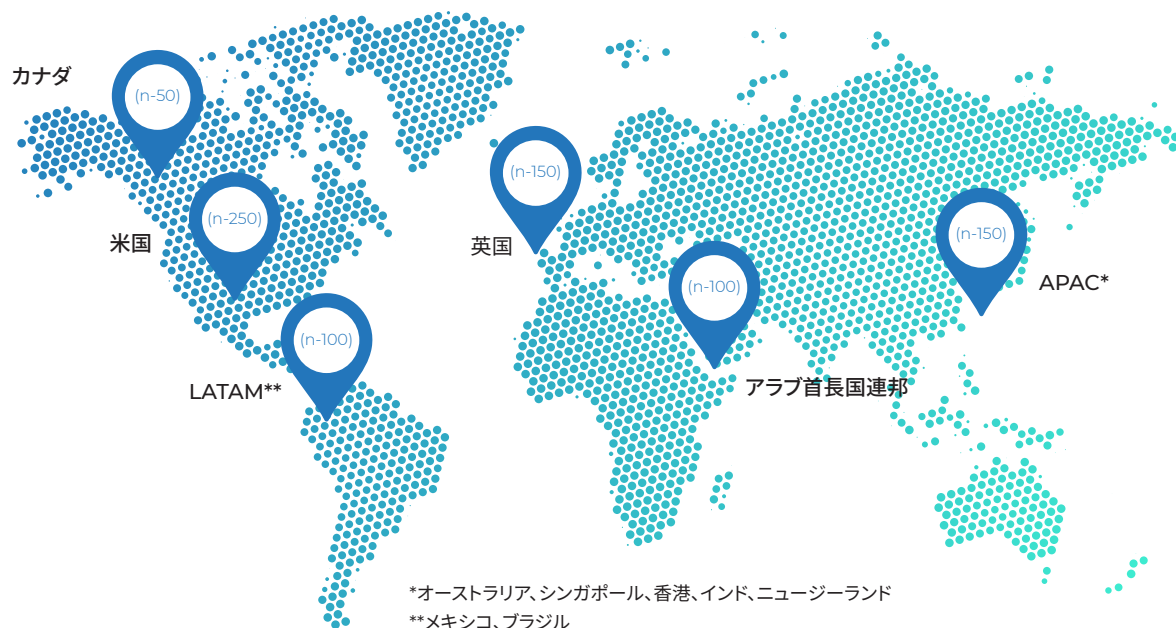 カナダ
(n-50)
(n-150)
(n-250)
米国
英国
(n-150)
(n-100)
APAC*
(n-100)
LATAM**
アラブ首長国連邦
*オーストラリア、シンガポール、香港、インド、ニュージーランド
**メキシコ、ブラジル